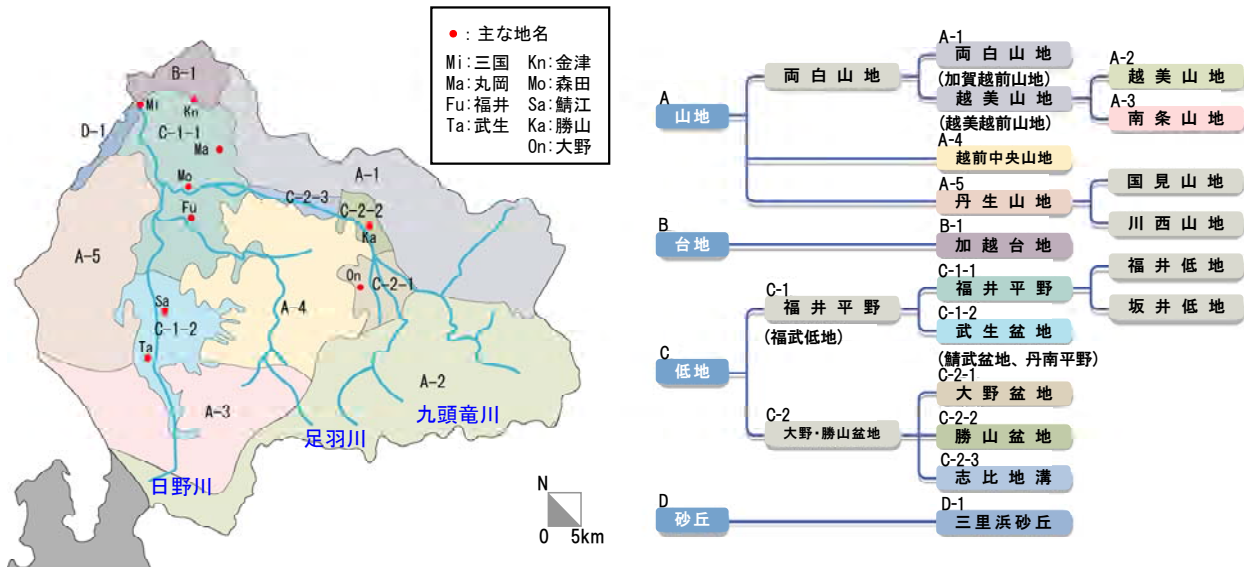 ●：主な地名
Mi：三国 Kn：金津
Ma：丸岡 Mo：森田
Fu：福井 Sa：鯖江
Ta：武生 Ka：勝山
On：大野
B-1
Mi
Kn
D-1
C-1-1
Ma
A-1
Mo
C-2-3
C-2-2
Fu
Ka
A-5
On
C-2-1
Sa
A-4
C-1-2
Ta
A-2
A-3
九頭竜川
足羽川
日野川
N
0 5km
A
山地
両白山地
A-1
両白山地
(加賀越前山地)
越美山地
(越美越前山地)
A-2
越美山地
A-3
南条山地
A-4
越前中央山地
A-5
丹生山地
国見山地
川西山地
B
台地
B-1
加越台地
C
低地
C-1
福井平野
(福武低地)
C-1-1
福井平野
福井低地
坂井低地
C-1-2
武生盆地
(鯖武盆地、丹南平野)
C-2
大野・勝山盆地
C-2-1
大野盆地
C-2-2
勝山盆地
C-2-3
志比地溝
D
砂丘
D-1
三里浜砂丘